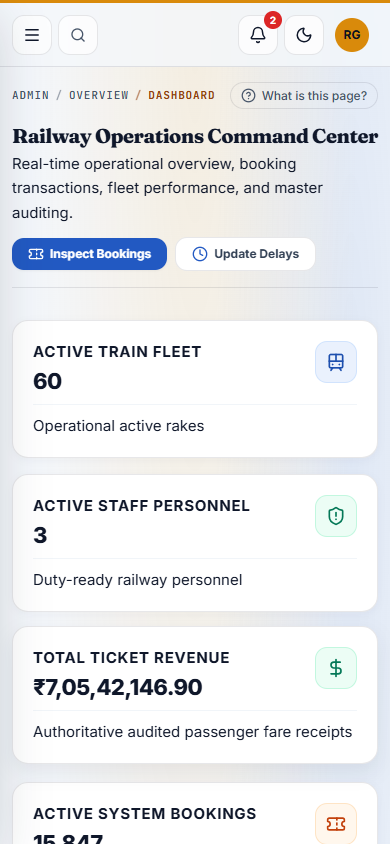 2
RG
ADMIN / OVERVIEW / DASHBOARD
What is this page?
Railway Operations Command Center
Real-time operational overview, booking
transactions, fleet performance, and master
auditing.
Inspect Bookings
Update Delays
ACTIVE TRAIN FLEET
60
Operational active rakes
ACTIVE STAFF PERSONNEL
3
Duty-ready railway personnel
TOTAL TICKET REVENUE
₹7,05,42,146.90
Authoritative audited passenger fare receipts
ACTIVE SYSTEM BOOKINGS
15,847